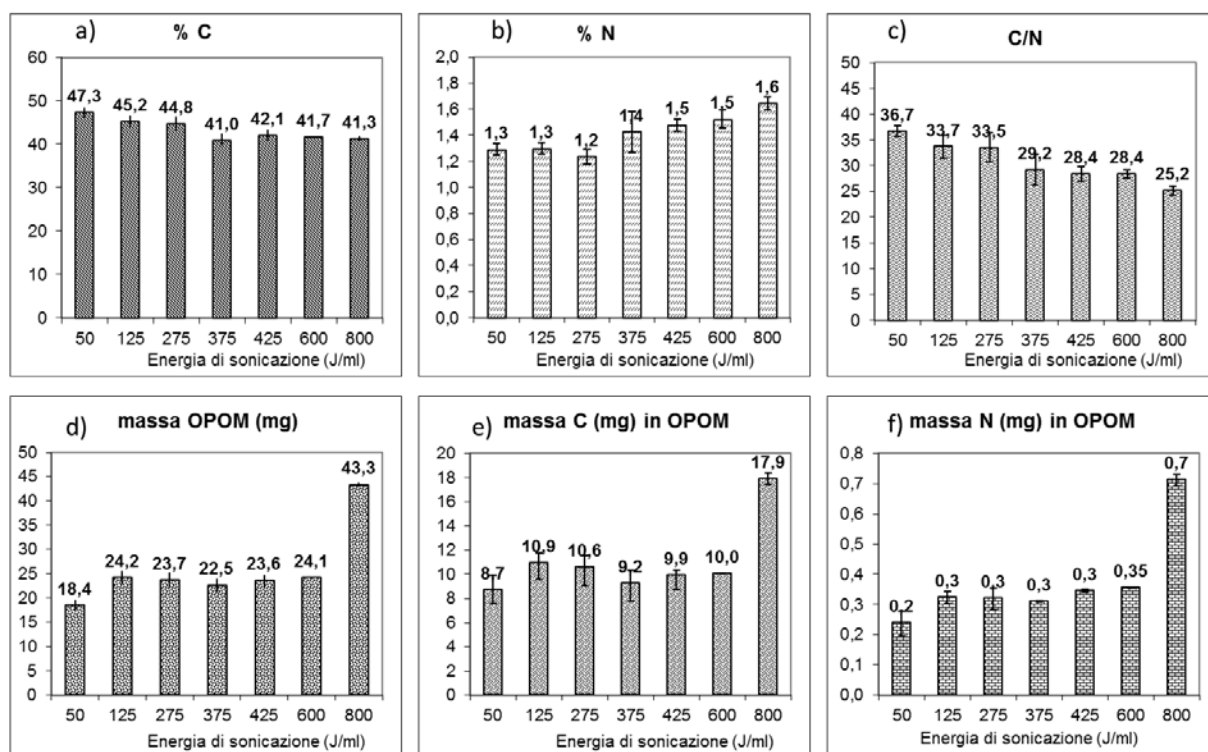 a) % C
60
50
40
30
20
10
0
47,3 45,2 44,8 41,0 42,1 41,7 41,3
50 125 275 375 425 600 800
Energia di sonicazione (J/ml)
b) % N
2,0
1,8
1,6
1,4
1,2
1,0
0,8
0,6
0,4
0,2
0,0
1,3 1,3 1,2 1,4 1,5 1,5 1,6
50 125 275 375 425 600 800
Energia di sonicazione (J/ml)
c) C/N
50
45
40
35
30
25
20
15
10
5
0
36,7 33,7 33,5 29,2 28,4 28,4 25,2
50 125 275 375 425 600 800
Energia di sonicazione (J/ml)
d) massa OPOM (mg)
50
45
40
35
30
25
20
15
10
5
0
18,4 24,2 23,7 22,5 23,6 24,1 43,3
50 125 275 375 425 600 800
Energia di sonicazione (J/ml)
e) massa C (mg) in OPOM
20
18
16
14
12
10
8
6
4
2
0
8,7 10,9 10,6 9,2 9,9 10,0 17,9
50 125 275 375 425 600 800
Energia di sonicazione (J/ml)
f) massa N (mg) in OPOM
0,8
0,7
0,6
0,5
0,4
0,3
0,2
0,1
0,0
0,2 0,3 0,3 0,3 0,3 0,35 0,7
50 125 275 375 425 600 800
Energia di sonicazione (J/ml)